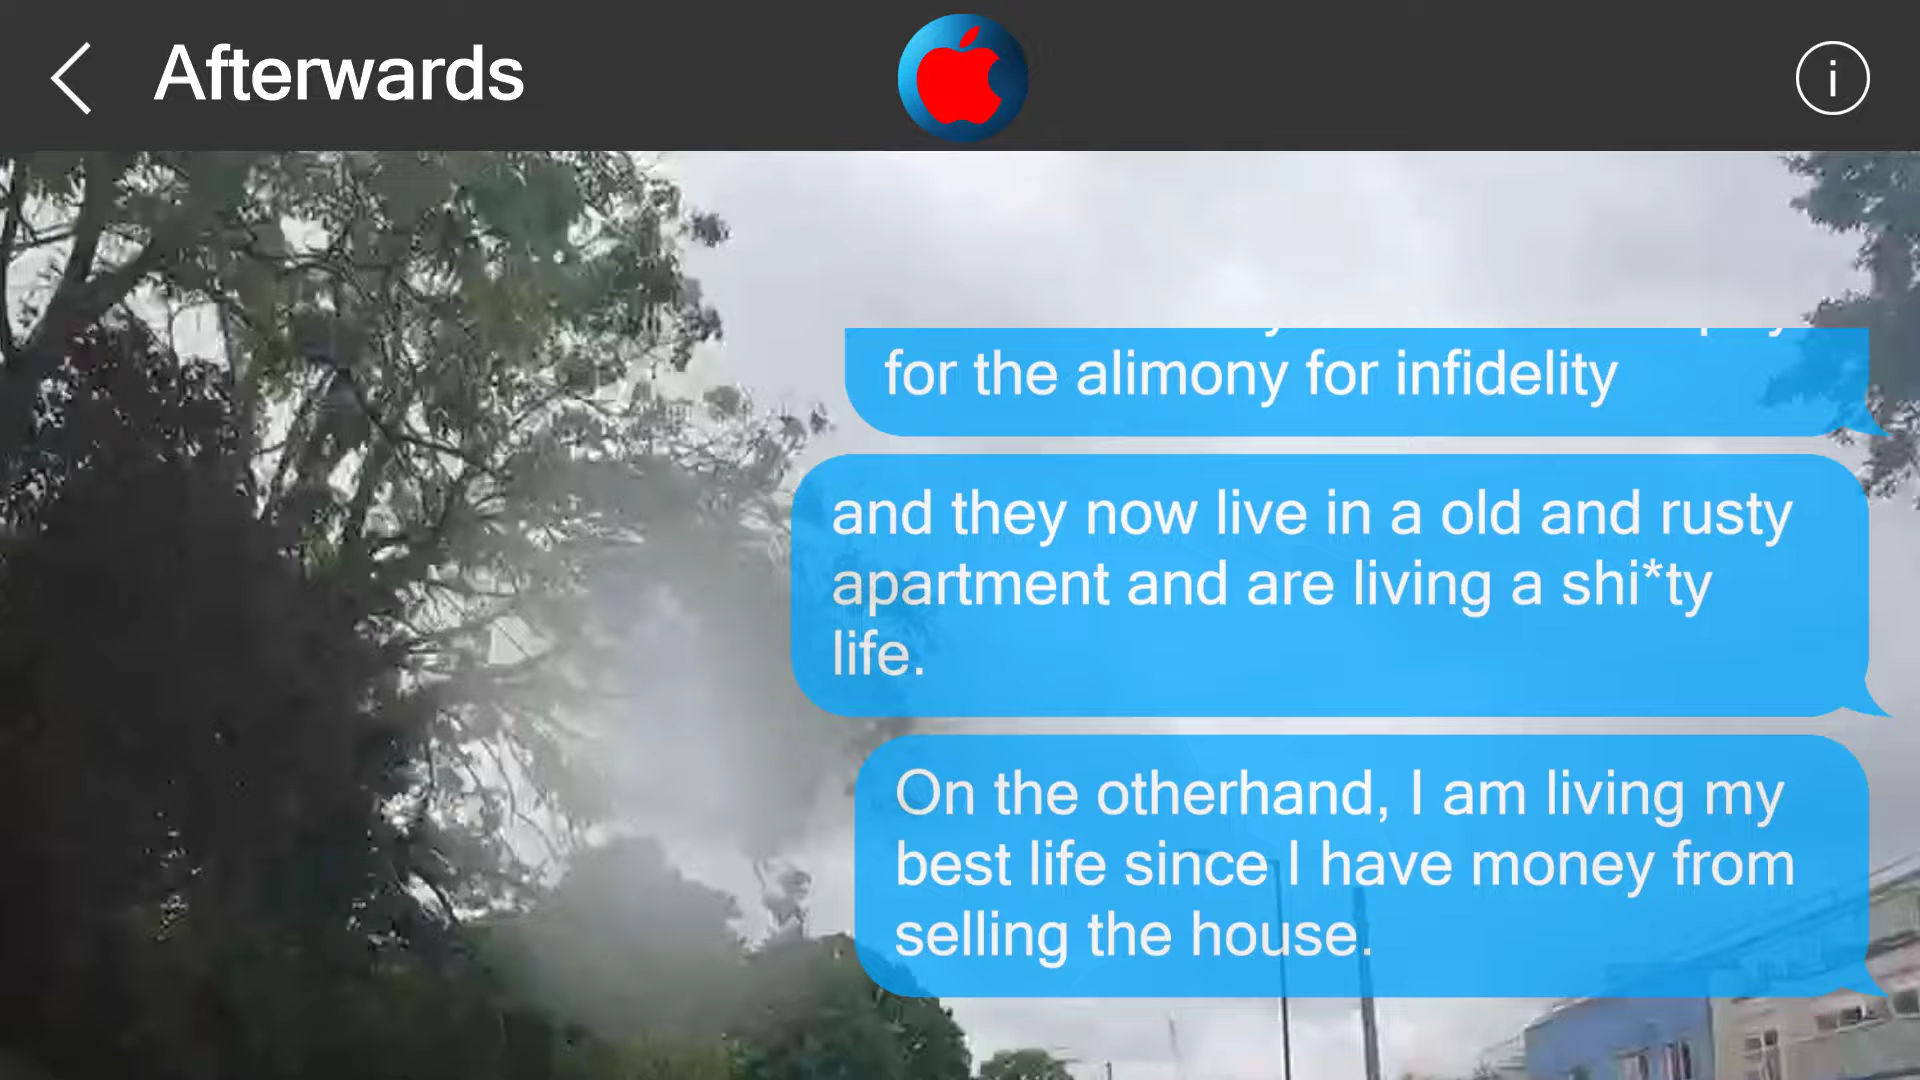 Afterwards
for the alimony for infidelity
and they now live in a old and rusty
apartment and are living a shi*ty
life.
On the otherhand, I am living my
best life since I have money from
selling the house.